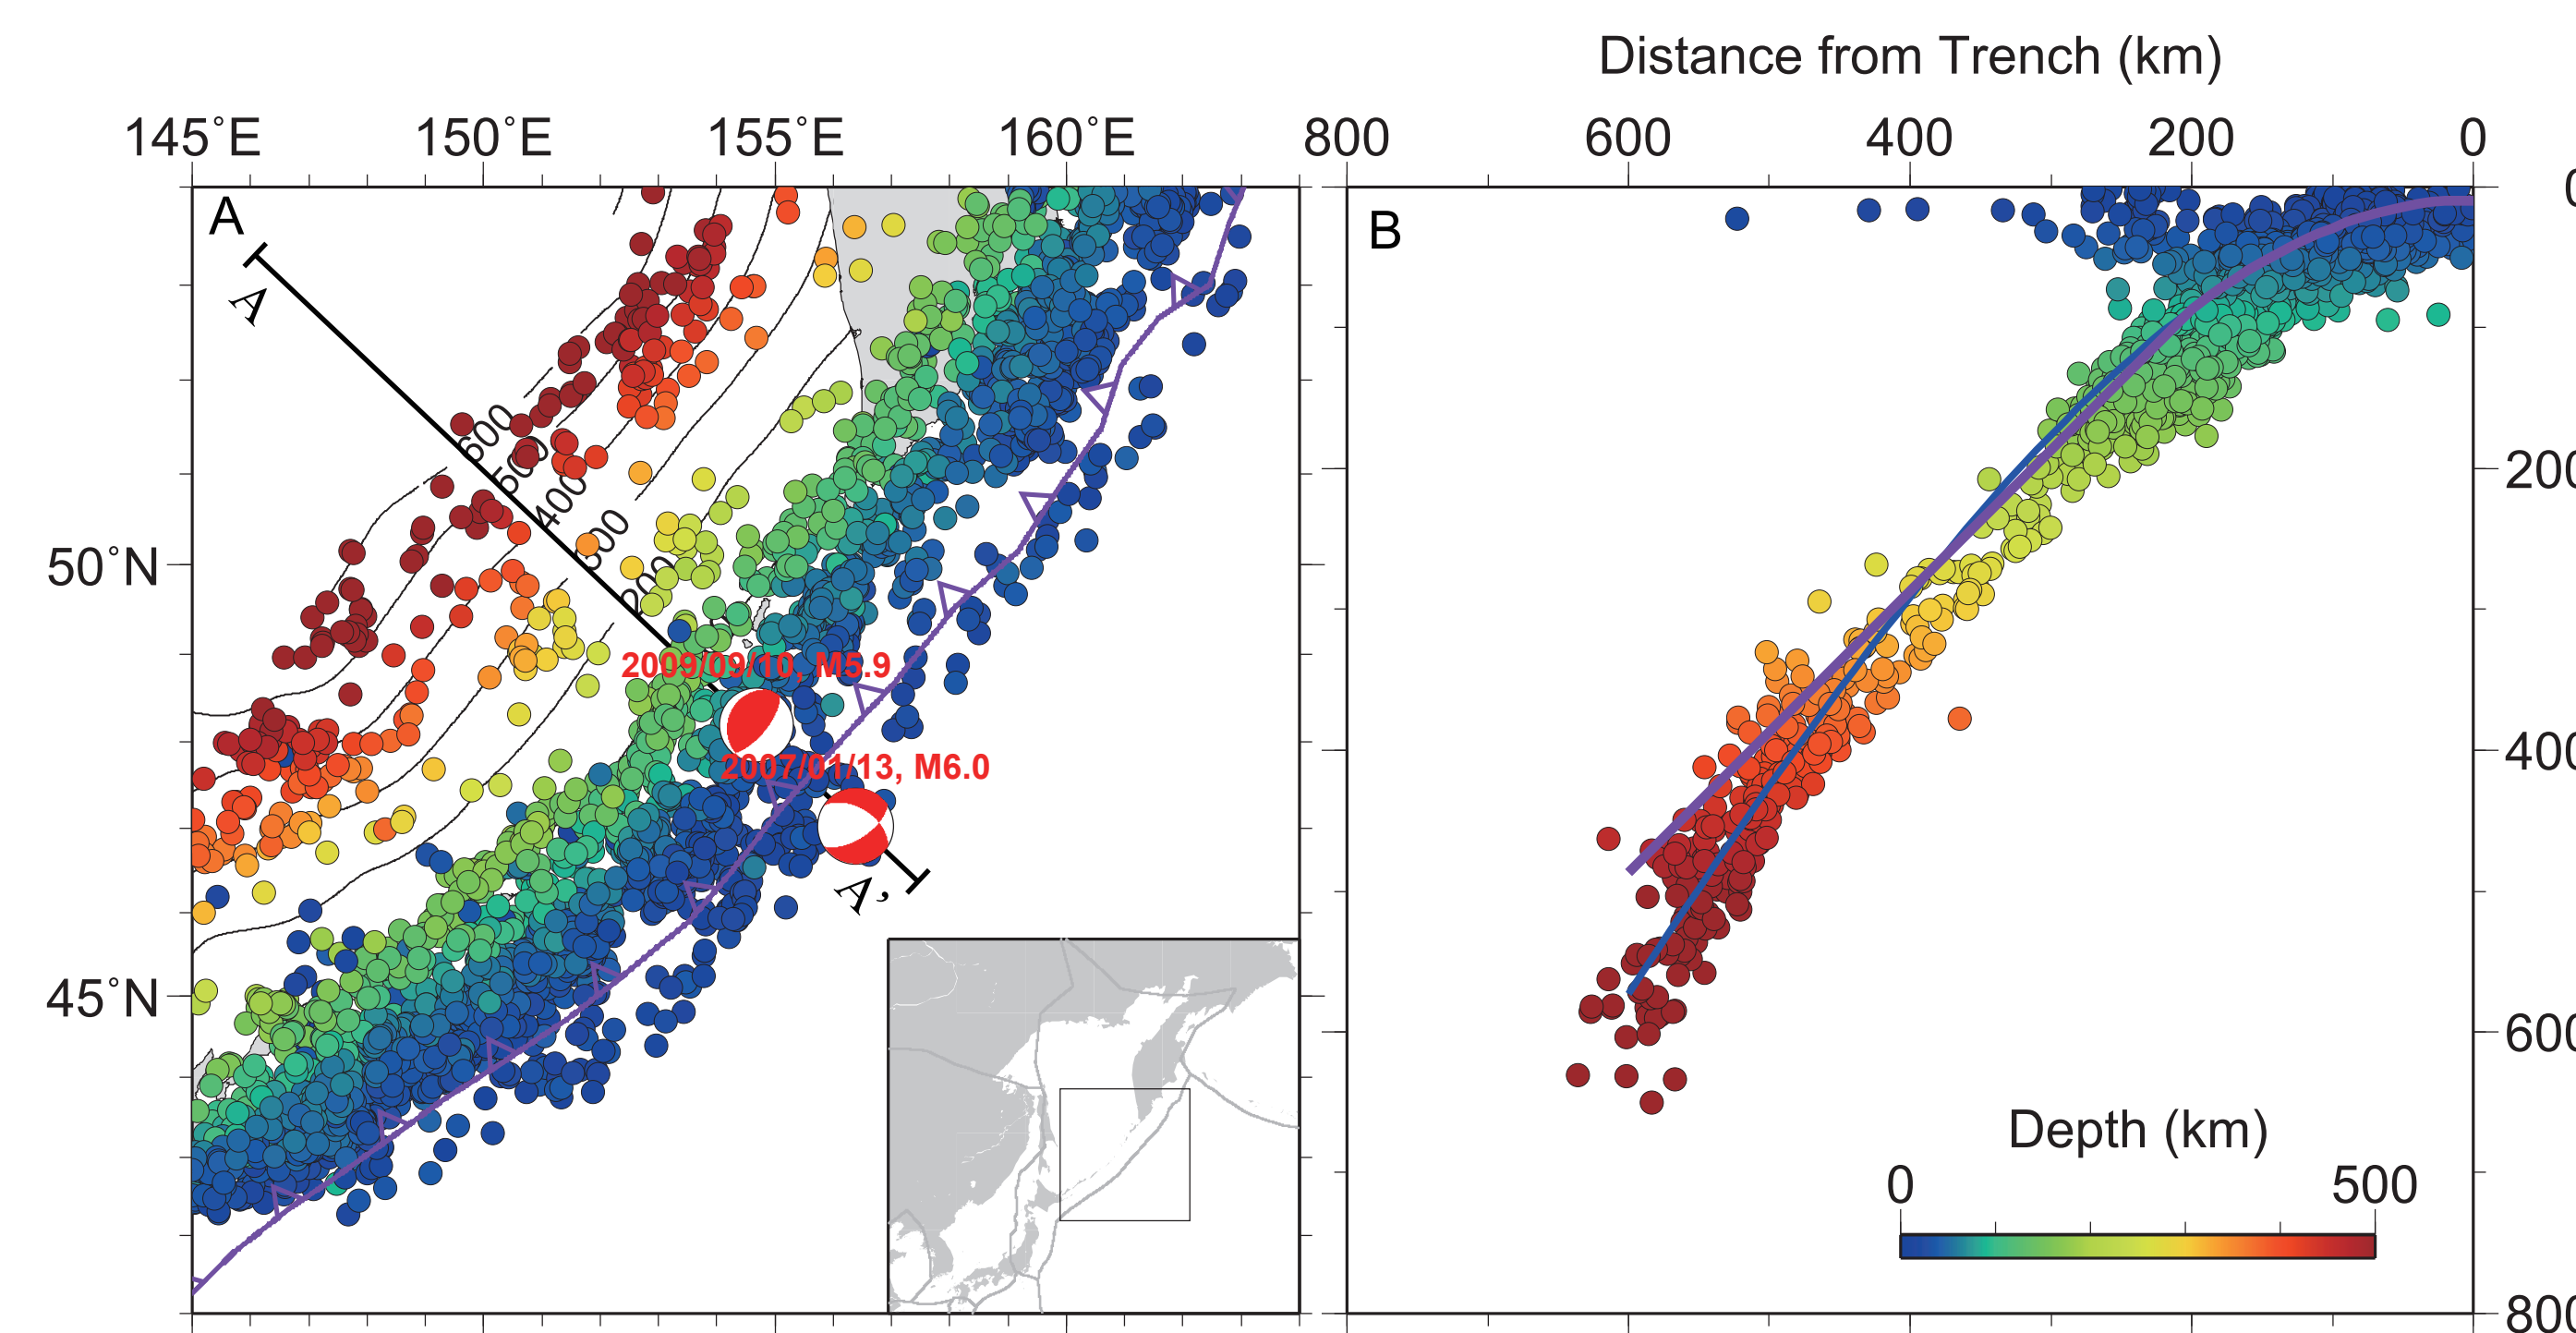 Distance from Trench (km)
145°E 150°E 155°E 160°E 800 600 400 200 0
A
B
A
600
500
400
300
200
200
400
600
50°N
45°N
2009/09/10, M5.9
2007/01/13, M6.0
A’
Depth (km)
0 500